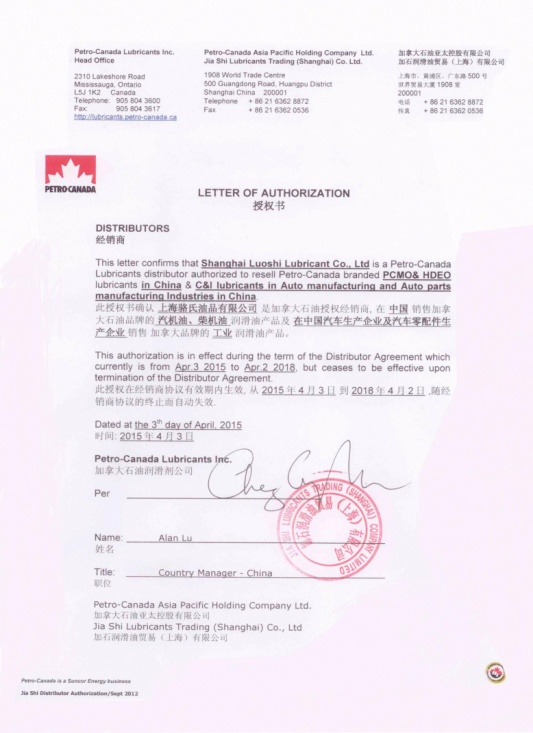 Petro-Canada Lubricants Inc.
Head Office
2310 Lakeshore Road
Mississauga, Ontario
L5J 1K2 Canada
Telephone: 905 804 3600
Fax: 905 804 3617
http://lubricants.petro-canada.ca
Petro-Canada Asia Pacific Holding Company Ltd.
Jia Shi Lubricants Trading (Shanghai) Co. Ltd.
1908 World Trade Centre
500 Guangdong Road, Huangpu District
Shanghai China 200001
Telephone + 86 21 6362 8872
Fax + 86 21 6362 0536
加拿大石油亚太控股有限公司
加石润滑油贸易（上海）有限公司
上海市，黄浦区，广东路 500 号
世界贸易大厦 1908 室
200001
电话 + 86 21 6362 8872
传真 + 86 21 6362 0536
PETRO-CANADA
LETTER OF AUTHORIZATION
授权书
DISTRIBUTORS
经销商
This letter confirms that Shanghai Luoshi Lubricant Co., Ltd is a Petro-Canada
Lubricants distributor authorized to resell Petro-Canada branded PCMO& HDEO
lubricants in China & C&I lubricants in Auto manufacturing and Auto parts
manufacturing Industries in China.
此授权书确认 上海骆氏油品有限公司 是加拿大石油授权经销商, 在 中国 销售加拿
大石油品牌的 汽机油、柴机油 润滑油产品及 在中国汽车生产企业及汽车零配件生
产企业 销售 加拿大品牌的 工业 润滑油产品。
This authorization is in effect during the term of the Distributor Agreement which
currently is from Apr.3 2015 to Apr.2 2018, but ceases to be effective upon
termination of the Distributor Agreement.
此授权在经销商协议有效期内生效, 从 2015 年 4 月 3 日 到 2018 年 4 月 2 日 ,随经
销商协议的终止而自动失效.
Dated at the 3th day of April, 2015
时间: 2015 年 4 月 3 日
Petro-Canada Lubricants Inc.
加拿大石油润滑剂公司
Per
JIA SHI LUBRICANTS TRADING (SHANGHAI) COMPANY LIMITED
加石润滑油贸易（上海）有限公司
Name: Alan Lu
姓名
Title: Country Manager - China
职位
Petro-Canada Asia Pacific Holding Company Ltd.
加拿大石油亚太控股有限公司
Jia Shi Lubricants Trading (Shanghai) Co., Ltd
加石润滑油贸易（上海）有限公司
Petro-Canada is a Suncor Energy business
Jia Shi Distributor Authorization/Sept 2012